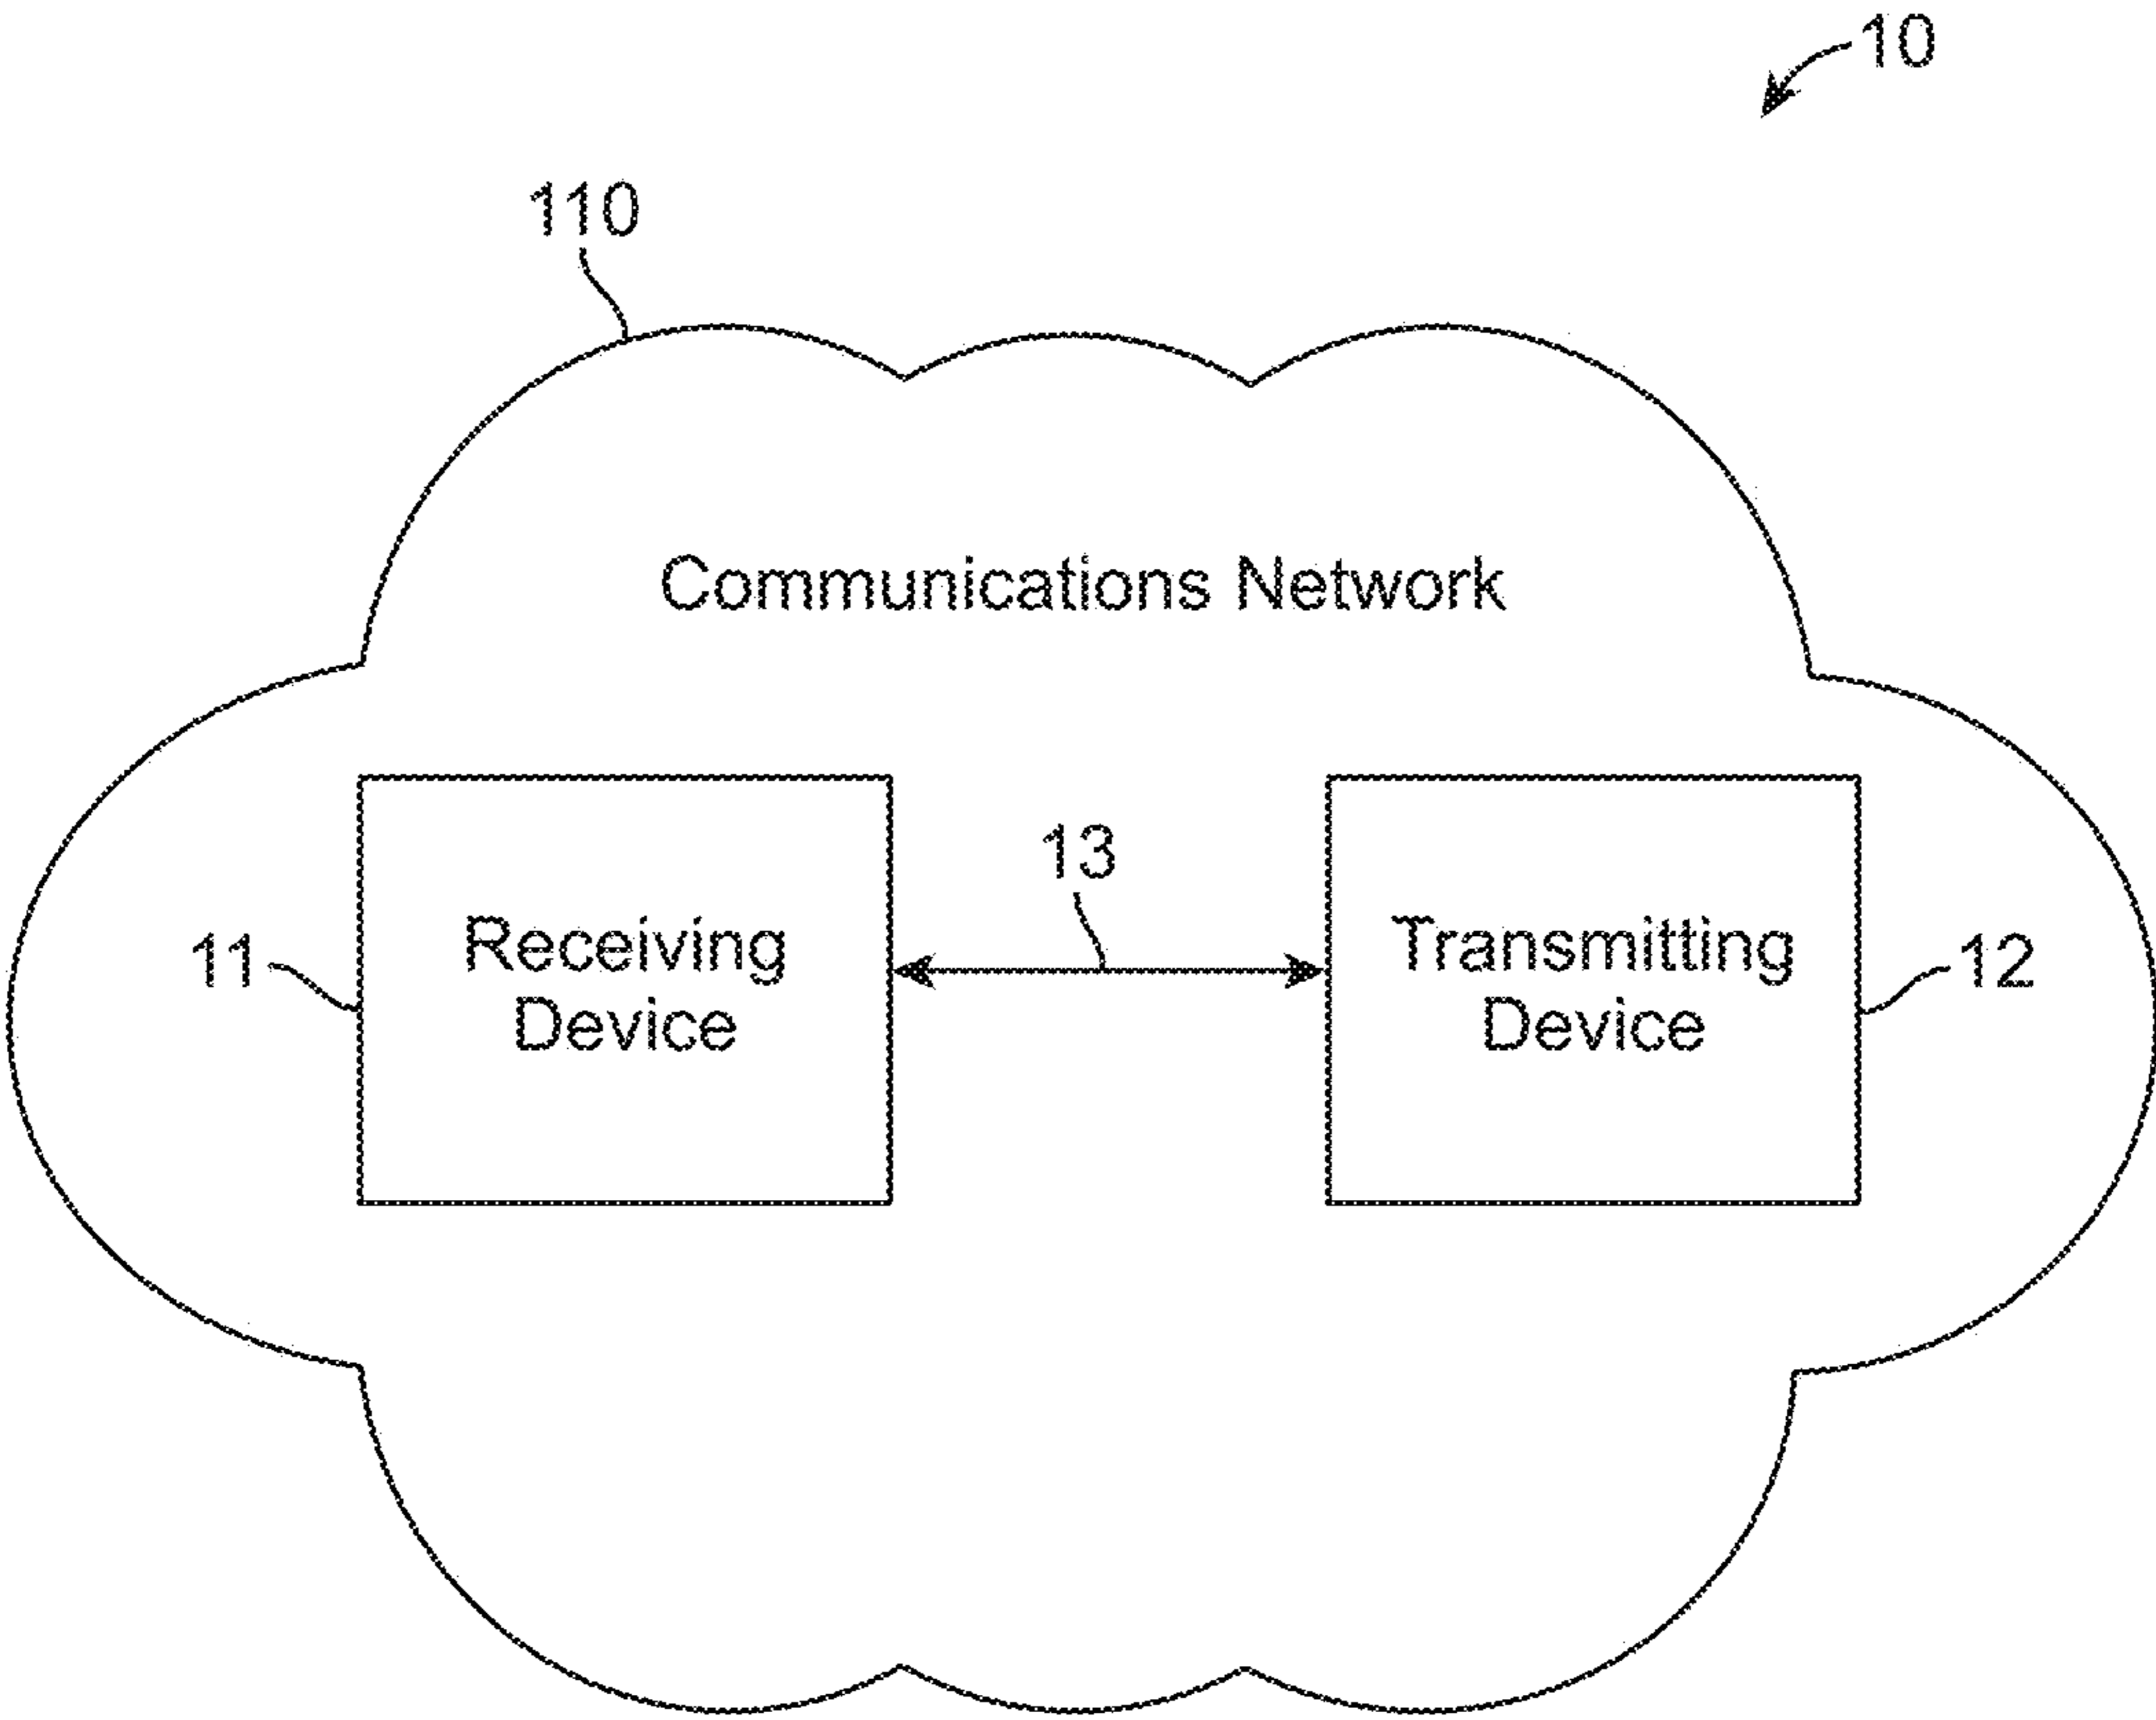 10
110
Communications Network
13
11
Receiving
Device
Transmitting
Device
12